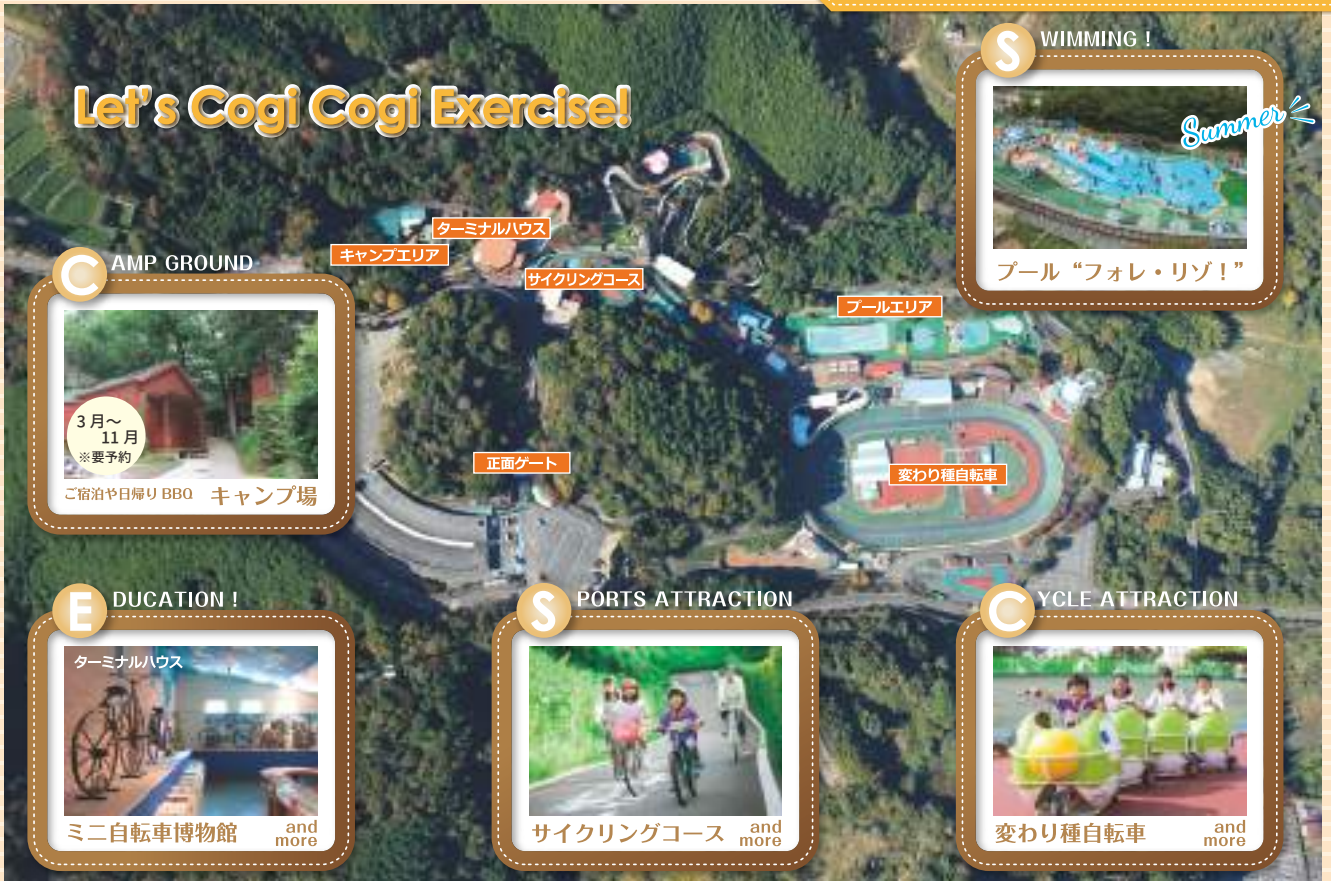 Let's Cogi Cogi Exercise!
SWIMMING !
Summer
プール“フォレ・リゾ！”
ターミナルハウス
キャンプエリア
サイクリングコース
プールエリア
正面ゲート
変わり種自転車
CAMP GROUND
3月〜
11月
※要予約
ご宿泊や日帰りBBQ キャンプ場
EDUCATION !
ターミナルハウス
ミニ自転車博物館 and more
SPORTS ATTRACTION
サイクリングコース and more
CYCLE ATTRACTION
変わり種自転車 and more